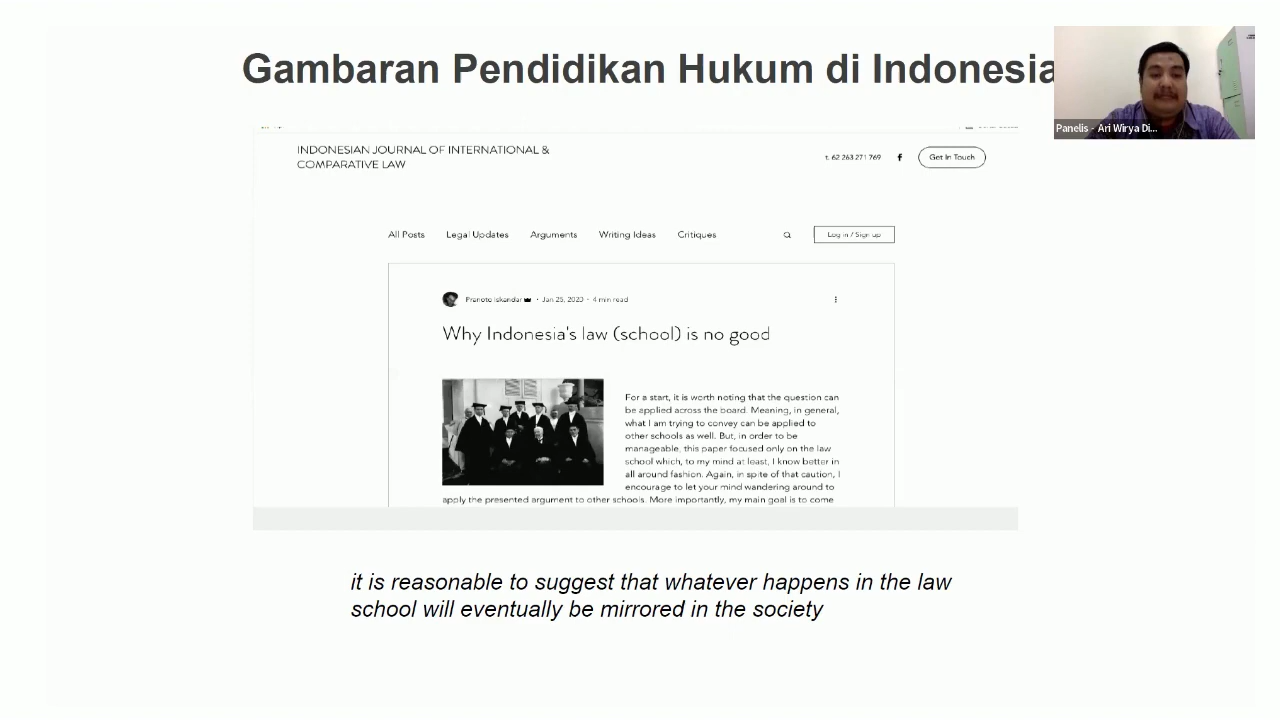 Gambaran Pendidikan Hukum di Indonesia
Panelis - Ari Wirya Di...
INDONESIAN JOURNAL OF INTERNATIONAL &
COMPARATIVE LAW
t. 62 263 271 769
f
Get In Touch
All Posts
Legal Updates
Arguments
Writing Ideas
Critiques
Log in / Sign up
Pranoto Iskandar
· Jan 25, 2020 · 4 min read
Why Indonesia's law (school) is no good
For a start, it is worth noting that the question can
be applied across the board. Meaning, in general,
what I am trying to convey can be applied to
other schools as well. But, in order to be
manageable, this paper focused only on the law
school which, to my mind at least, I know better in
all around fashion. Again, in spite of that caution, I
encourage to let your mind wandering around to
apply the presented argument to other schools. More importantly, my main goal is to come
it is reasonable to suggest that whatever happens in the law
school will eventually be mirrored in the society